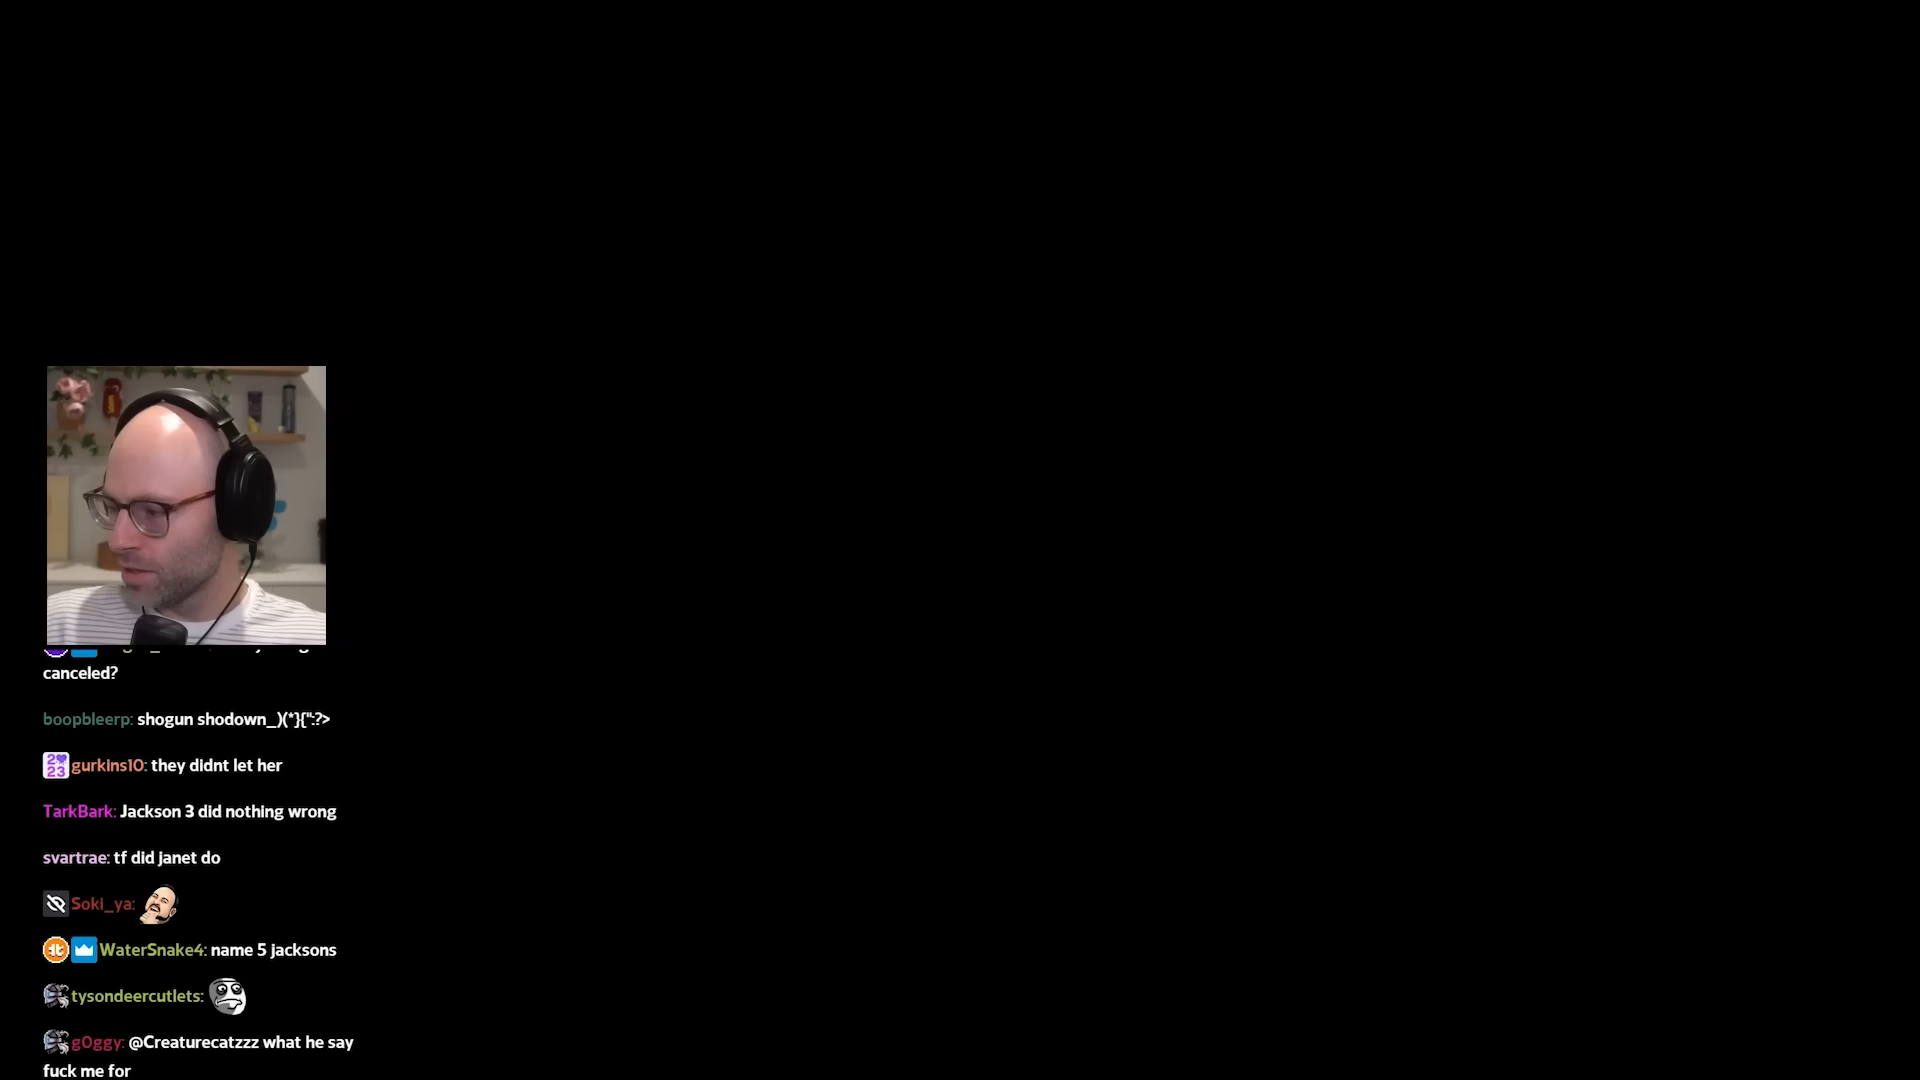 canceled?
boopbleerp: shogun shodown_)(*}{":?>
gurkins10: they didnt let her
TarkBark: Jackson 3 did nothing wrong
svartrae: tf did janet do
Soki_ya:
WaterSnake4: name 5 jacksons
tysondeercutlets:
g0ggy: @Creaturecatzzz what he say
fuck me for